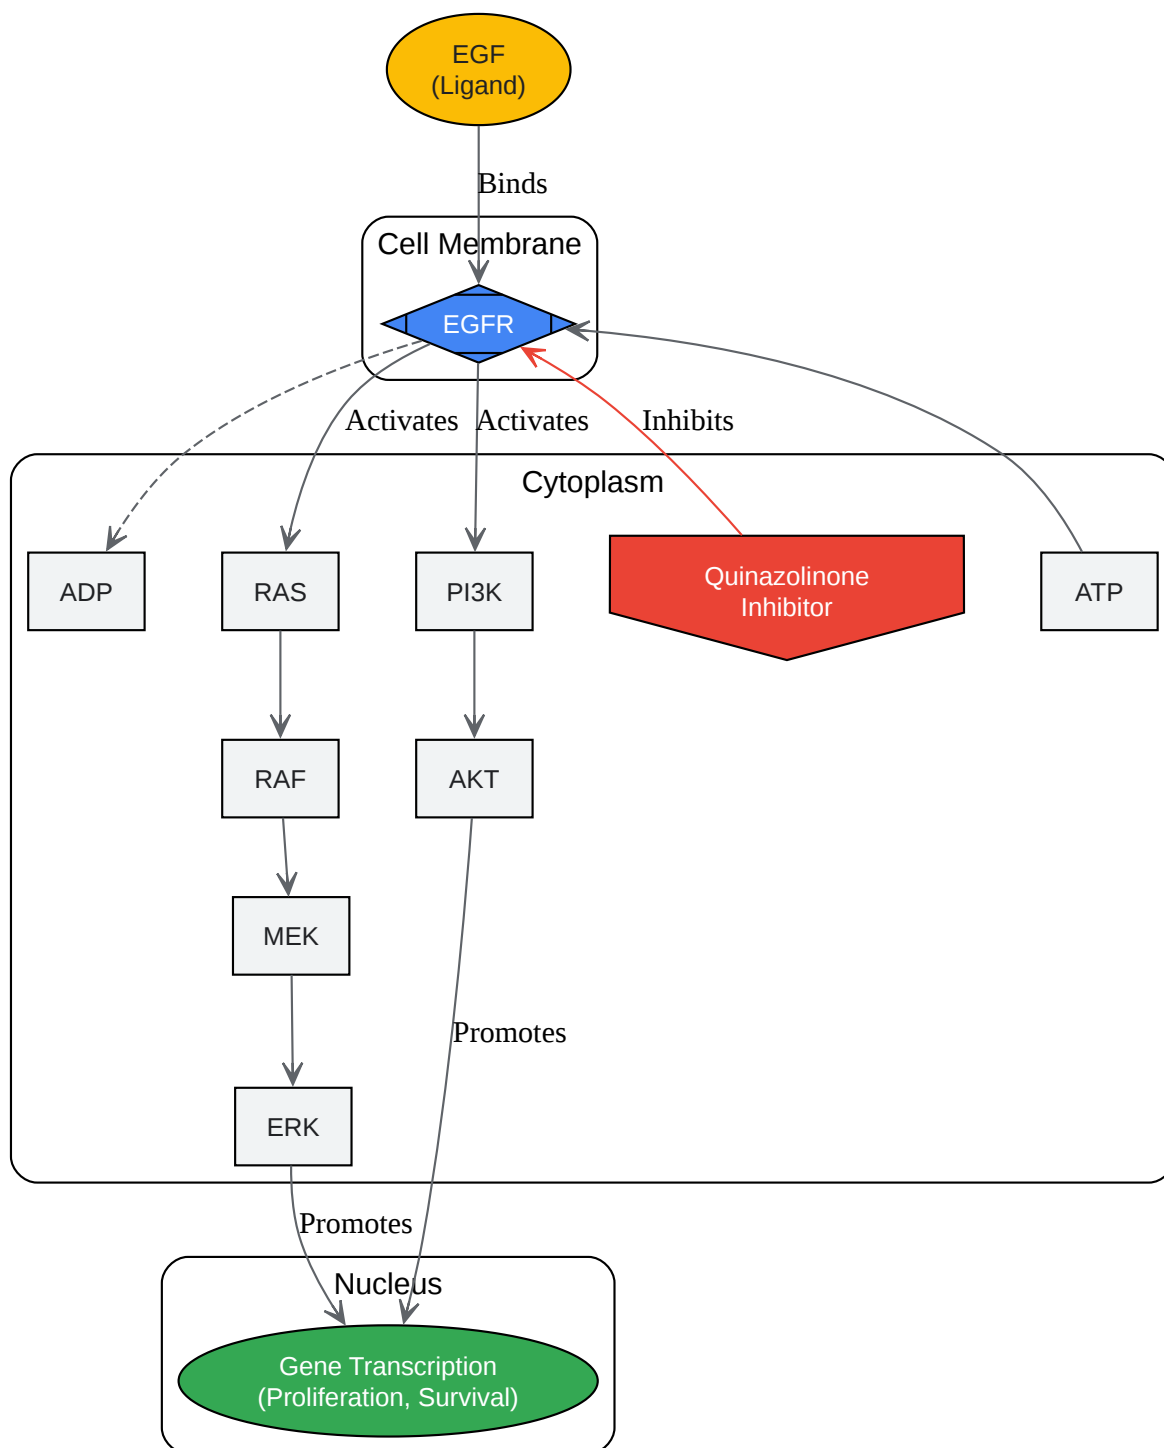 EGF
(Ligand)
Binds
Cell Membrane
EGFR
Activates
Activates
Inhibits
Cytoplasm
ADP
RAS
PI3K
Quinazolinone
Inhibitor
ATP
RAF
AKT
MEK
Promotes
ERK
Promotes
Nucleus
Gene Transcription
(Proliferation, Survival)